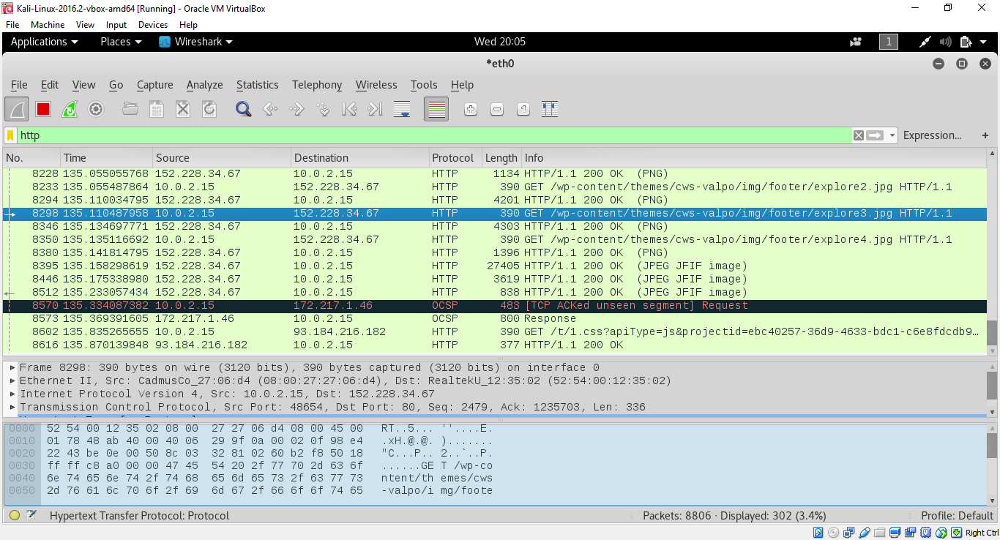 Kali-Linux-2016.2-vbox-amd64 [Running] - Oracle VM VirtualBox
File Machine View Input Devices Help
Applications Places Wireshark Wed 20:05 1
*eth0
File Edit View Go Capture Analyze Statistics Telephony Wireless Tools Help
http Expression... +
No. Time Source Destination Protocol Length Info
8228 135.055055768 152.228.34.67 10.0.2.15 HTTP 1134 HTTP/1.1 200 OK (PNG)
8233 135.055487864 10.0.2.15 152.228.34.67 HTTP 390 GET /wp-content/themes/cws-valpo/img/footer/explore2.jpg HTTP/1.1
8294 135.110034795 152.228.34.67 10.0.2.15 HTTP 4201 HTTP/1.1 200 OK (PNG)
8298 135.110487958 10.0.2.15 152.228.34.67 HTTP 390 GET /wp-content/themes/cws-valpo/img/footer/explore3.jpg HTTP/1.1
8346 135.134697771 152.228.34.67 10.0.2.15 HTTP 4303 HTTP/1.1 200 OK (PNG)
8350 135.135116692 10.0.2.15 152.228.34.67 HTTP 390 GET /wp-content/themes/cws-valpo/img/footer/explore4.jpg HTTP/1.1
8380 135.141814795 152.228.34.67 10.0.2.15 HTTP 1396 HTTP/1.1 200 OK (PNG)
8395 135.158298619 152.228.34.67 10.0.2.15 HTTP 27405 HTTP/1.1 200 OK (JPEG JFIF image)
8446 135.175338980 152.228.34.67 10.0.2.15 HTTP 3619 HTTP/1.1 200 OK (JPEG JFIF image)
8512 135.233057434 152.228.34.67 10.0.2.15 HTTP 838 HTTP/1.1 200 OK (JPEG JFIF image)
8570 135.334087382 10.0.2.15 172.217.1.46 OCSP 483 [TCP ACKed unseen segment] Request
8573 135.369391605 172.217.1.46 10.0.2.15 OCSP 800 Response
8602 135.835265655 10.0.2.15 93.184.216.182 HTTP 390 GET /t/1.css?apiType=js&projectid=ebc40257-36d9-4633-bdc1-c6e8fdcdb9…
8616 135.870139848 93.184.216.182 10.0.2.15 HTTP 377 HTTP/1.1 200 OK
Frame 8298: 390 bytes on wire (3120 bits), 390 bytes captured (3120 bits) on interface 0
Ethernet II, Src: CadmusCo_27:06:d4 (08:00:27:27:06:d4), Dst: RealtekU_12:35:02 (52:54:00:12:35:02)
Internet Protocol Version 4, Src: 10.0.2.15, Dst: 152.228.34.67
Transmission Control Protocol, Src Port: 48654, Dst Port: 80, Seq: 2479, Ack: 1235703, Len: 336
0000 52 54 00 12 35 02 08 00 27 27 06 d4 08 00 45 00 RT..5... ''....E.
0010 01 78 48 ab 40 00 40 06 29 9f 0a 00 02 0f 98 e4 .xH.@.@. ).......
0020 22 43 be 0e 00 50 8c 03 32 81 02 60 b2 f8 50 18 "C...P.. 2..`..P.
0030 ff ff c8 a0 00 00 47 45 54 20 2f 77 70 2d 63 6f ......GE T /wp-co
0040 6e 74 65 6e 74 2f 74 68 65 6d 65 73 2f 63 77 73 ntent/th emes/cws
0050 2d 76 61 6c 70 6f 2f 69 6d 67 2f 66 6f 6f 74 65 -valpo/i mg/foote
Hypertext Transfer Protocol: Protocol Packets: 8806 · Displayed: 302 (3.4%) Profile: Default
Right Ctrl